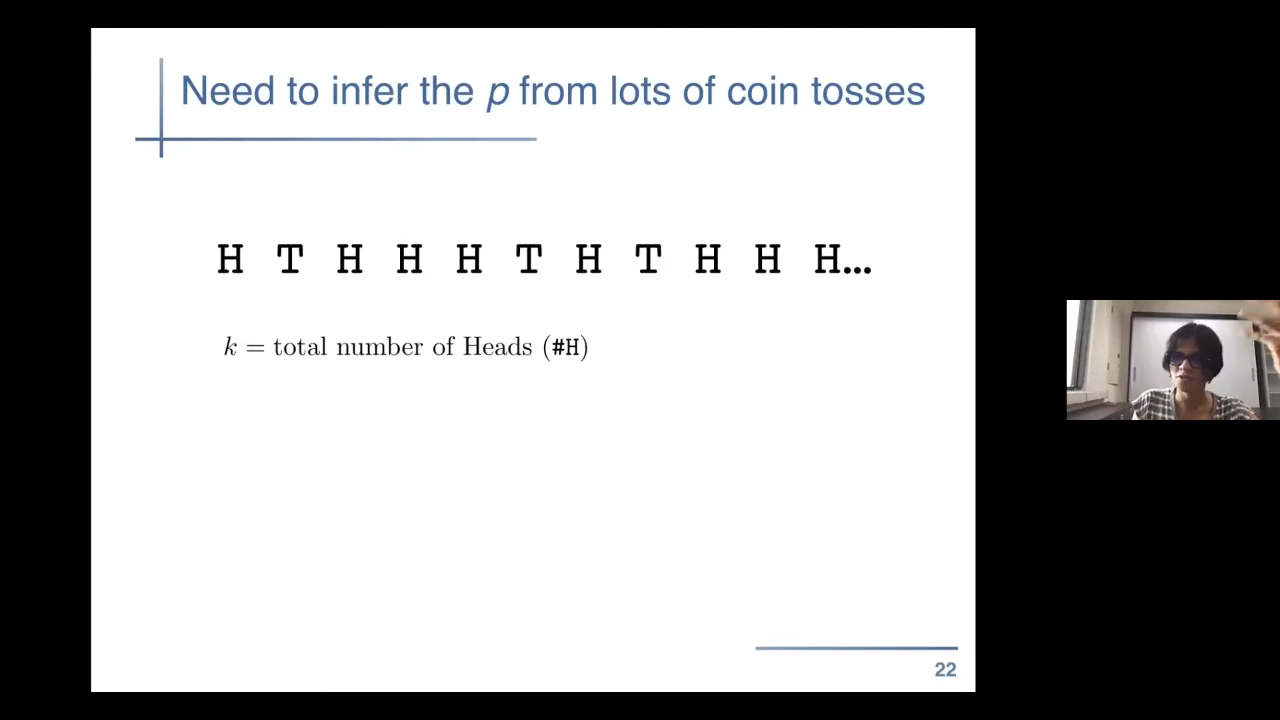 Need to infer the p from lots of coin tosses
H T H H H T H T H H H...
k = total number of Heads (#H)
22